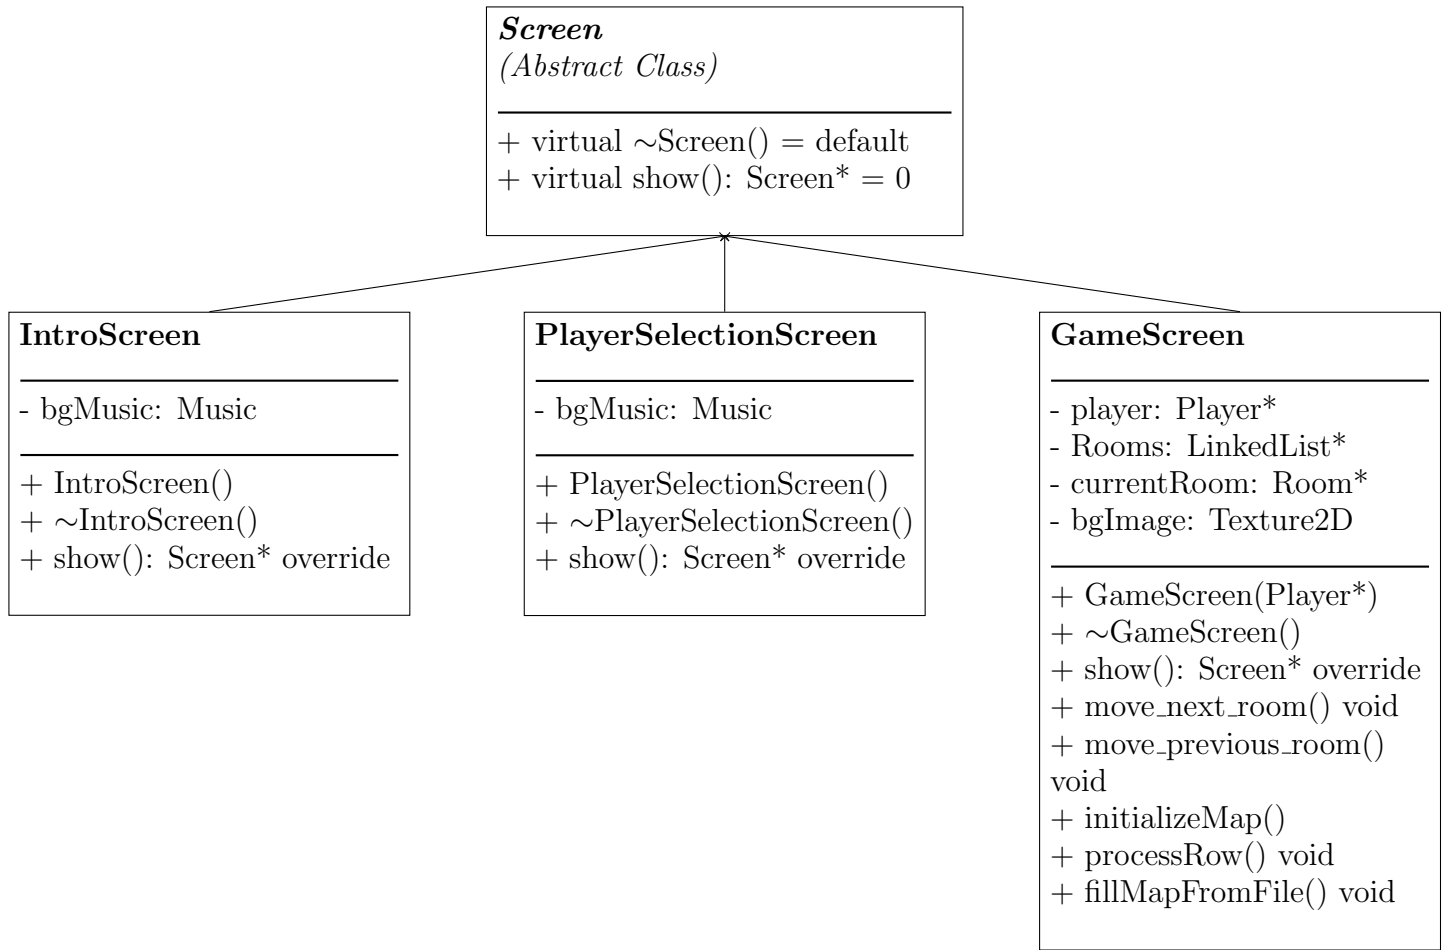 Screen
(Abstract Class)
+ virtual ~Screen() = default
+ virtual show(): Screen* = 0
IntroScreen
- bgMusic: Music
+ IntroScreen()
+ ~IntroScreen()
+ show(): Screen* override
PlayerSelectionScreen
- bgMusic: Music
+ PlayerSelectionScreen()
+ ~PlayerSelectionScreen()
+ show(): Screen* override
GameScreen
- player: Player*
- Rooms: LinkedList*
- currentRoom: Room*
- bgImage: Texture2D
+ GameScreen(Player*)
+ ~GameScreen()
+ show(): Screen* override
+ move_next_room() void
+ move_previous_room()
void
+ initializeMap()
+ processRow() void
+ fillMapFromFile() void